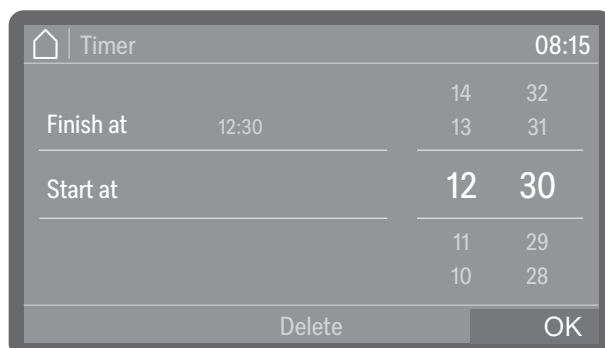 Timer 08:15
14 32
Finish at 12:30 13 31
Start at 12 30
11 29
10 28
Delete OK